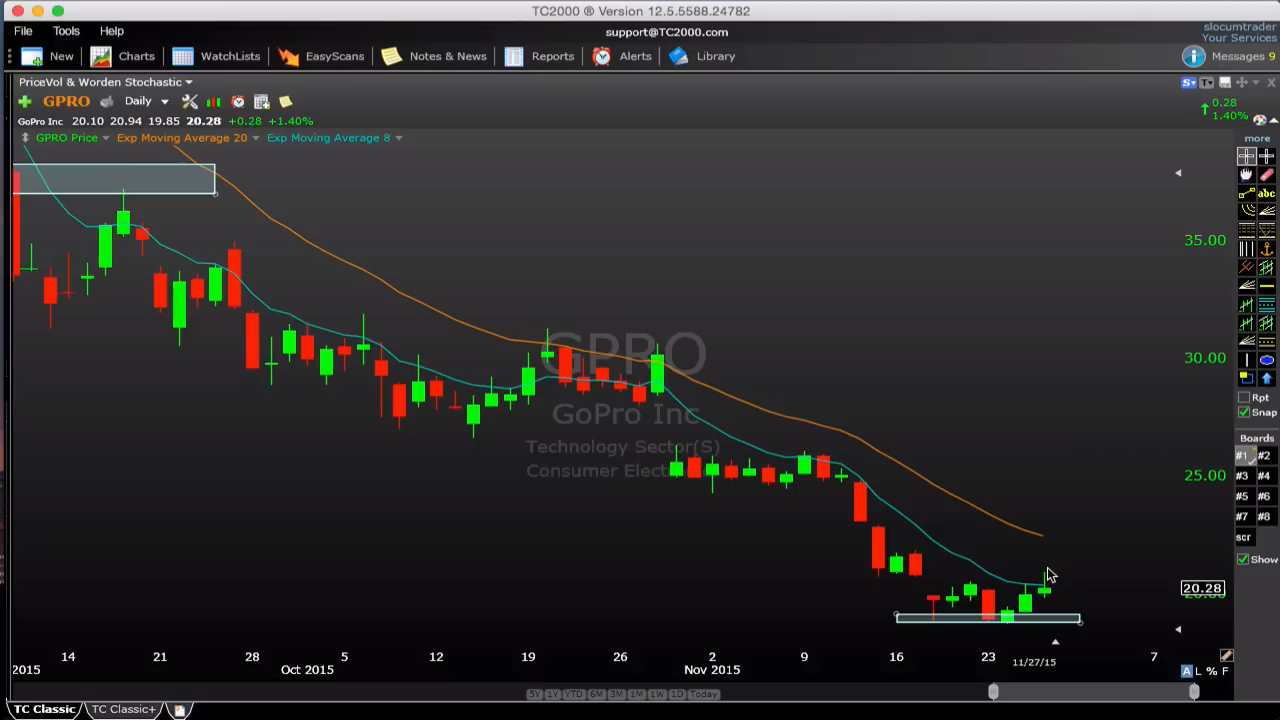 TC2000 ® Version 12.5.5588.24782
File Tools Help
support@TC2000.com
slocumtrader
Your Services
New Charts WatchLists EasyScans Notes & News Reports Alerts Library
Messages 9
PriceVol & Worden Stochastic
S T
GPRO Daily
0.28
1.40%
GoPro Inc 20.10 20.94 19.85 20.28 +0.28 +1.40%
GPRO Price Exp Moving Average 20 Exp Moving Average 8
more
abc
35.00
GPRO
30.00
GoPro Inc
Technology Sector(S)
Consumer Elect
25.00
Rpt
Snap
Boards
#1 #2
#3 #4
#5 #6
#7 #8
scr
Show
20.28
14 21 28 5 12 19 26 2 9 16 23 7
2015 Oct 2015 Nov 2015 11/27/15
A L % F
5Y 1Y YTD 6M 3M 1M 1W 1D Today
TC Classic TC Classic+